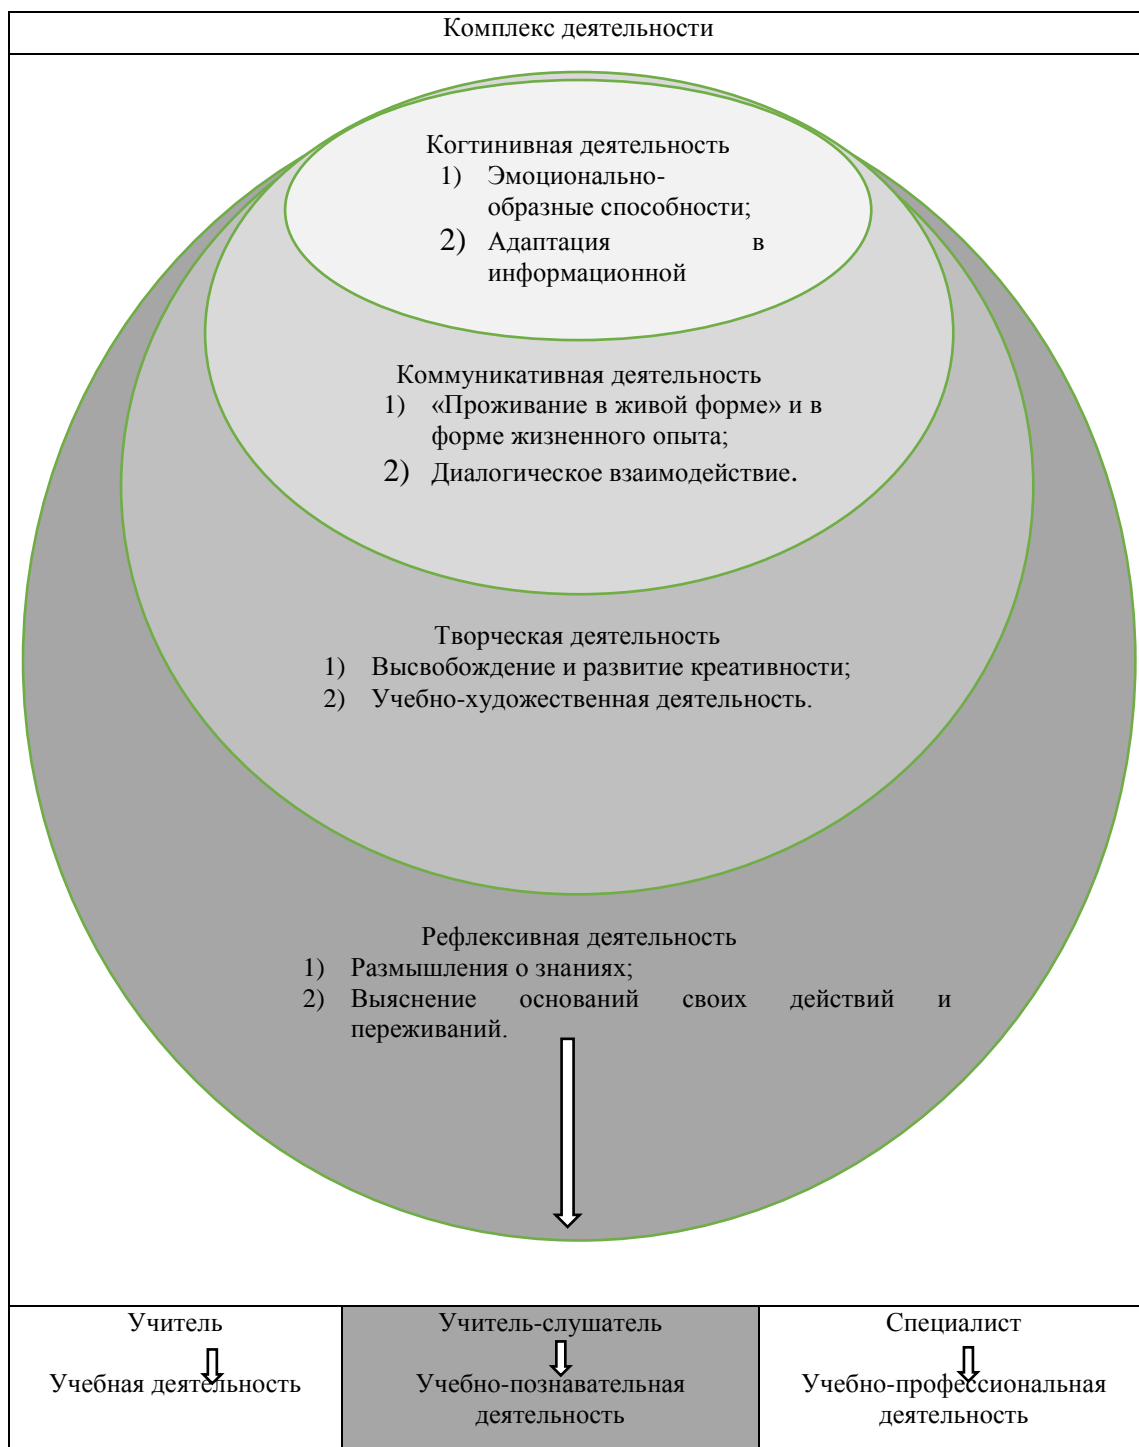 Комплекс деятельности
Когтинивная деятельность
1) Эмоционально-
образные способности;
2) Адаптация в
информационной
Коммуникативная деятельность
1) «Проживание в живой форме» и в
форме жизненного опыта;
2) Диалогическое взаимодействие.
Творческая деятельность
1) Высвобождение и развитие креативности;
2) Учебно-художественная деятельность.
Рефлексивная деятельность
1) Размышления о знаниях;
2) Выяснение оснований своих действий и
переживаний.
Учитель
Учебная деятельность
Учитель-слушатель
Учебно-познавательная
деятельность
Специалист
Учебно-профессиональная
деятельность